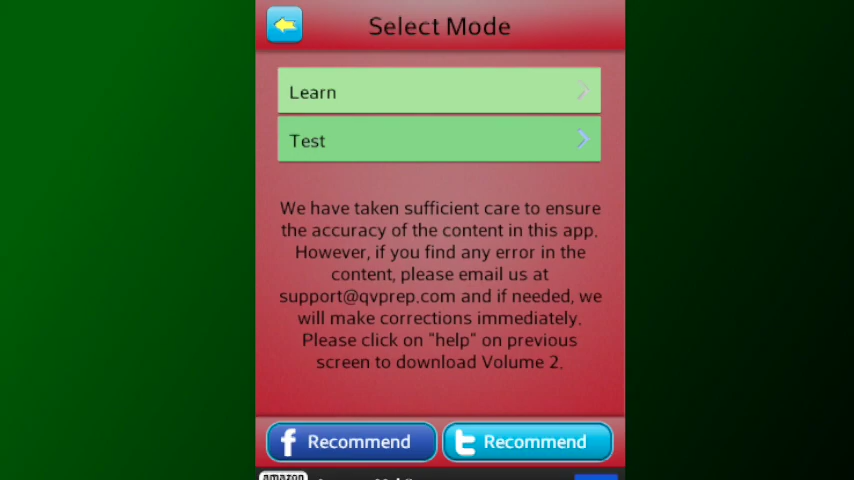 Select Mode
Learn
Test
We have taken sufficient care to ensure
the accuracy of the content in this app.
However, if you find any error in the
content, please email us at
support@qvprep.com and if needed, we
will make corrections immediately.
Please click on "help" on previous
screen to download Volume 2.
f Recommend
t Recommend
amazon